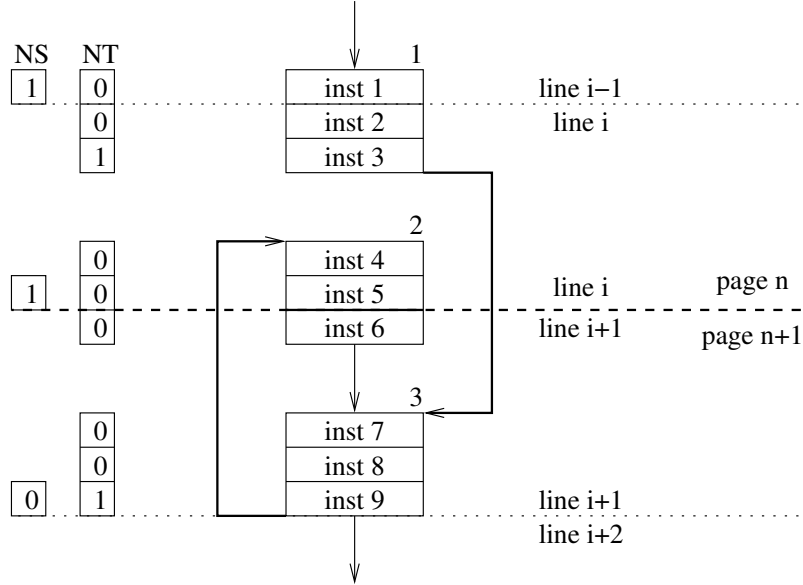 NS NT 1
1 0 inst 1 line i−1
0 inst 2 line i
1 inst 3
2
0 inst 4
1 0 inst 5 line i page n
0 inst 6 line i+1 page n+1
3
0 inst 7
0 inst 8
0 1 inst 9 line i+1
line i+2